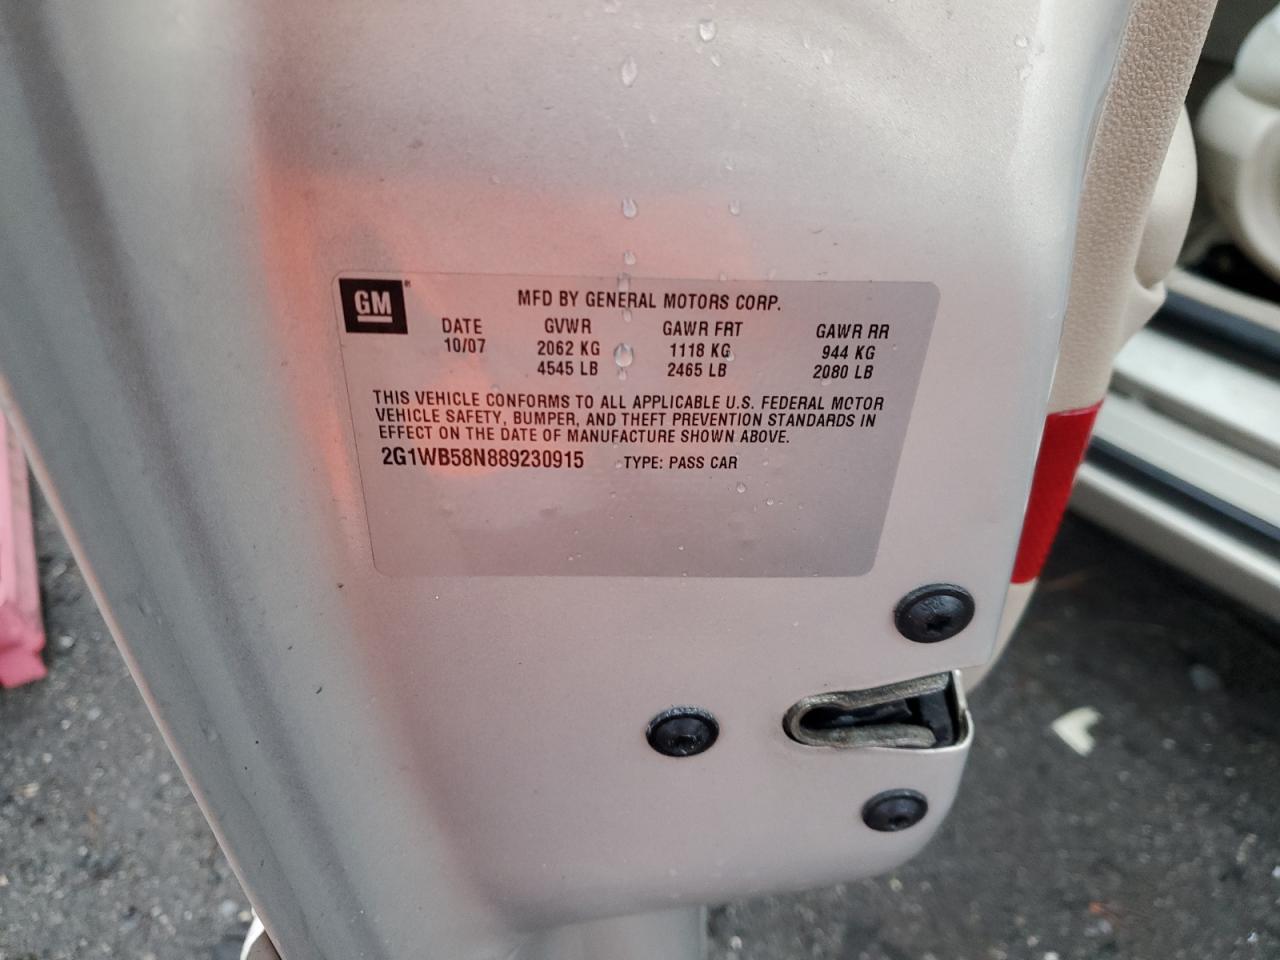 GM
MFD BY GENERAL MOTORS CORP.
DATE GVWR GAWR FRT GAWR RR
10/07 2062 KG 1118 KG 944 KG
4545 LB 2465 LB 2080 LB
THIS VEHICLE CONFORMS TO ALL APPLICABLE U.S. FEDERAL MOTOR
VEHICLE SAFETY, BUMPER, AND THEFT PREVENTION STANDARDS IN
EFFECT ON THE DATE OF MANUFACTURE SHOWN ABOVE.
2G1WB58N889230915 TYPE: PASS CAR